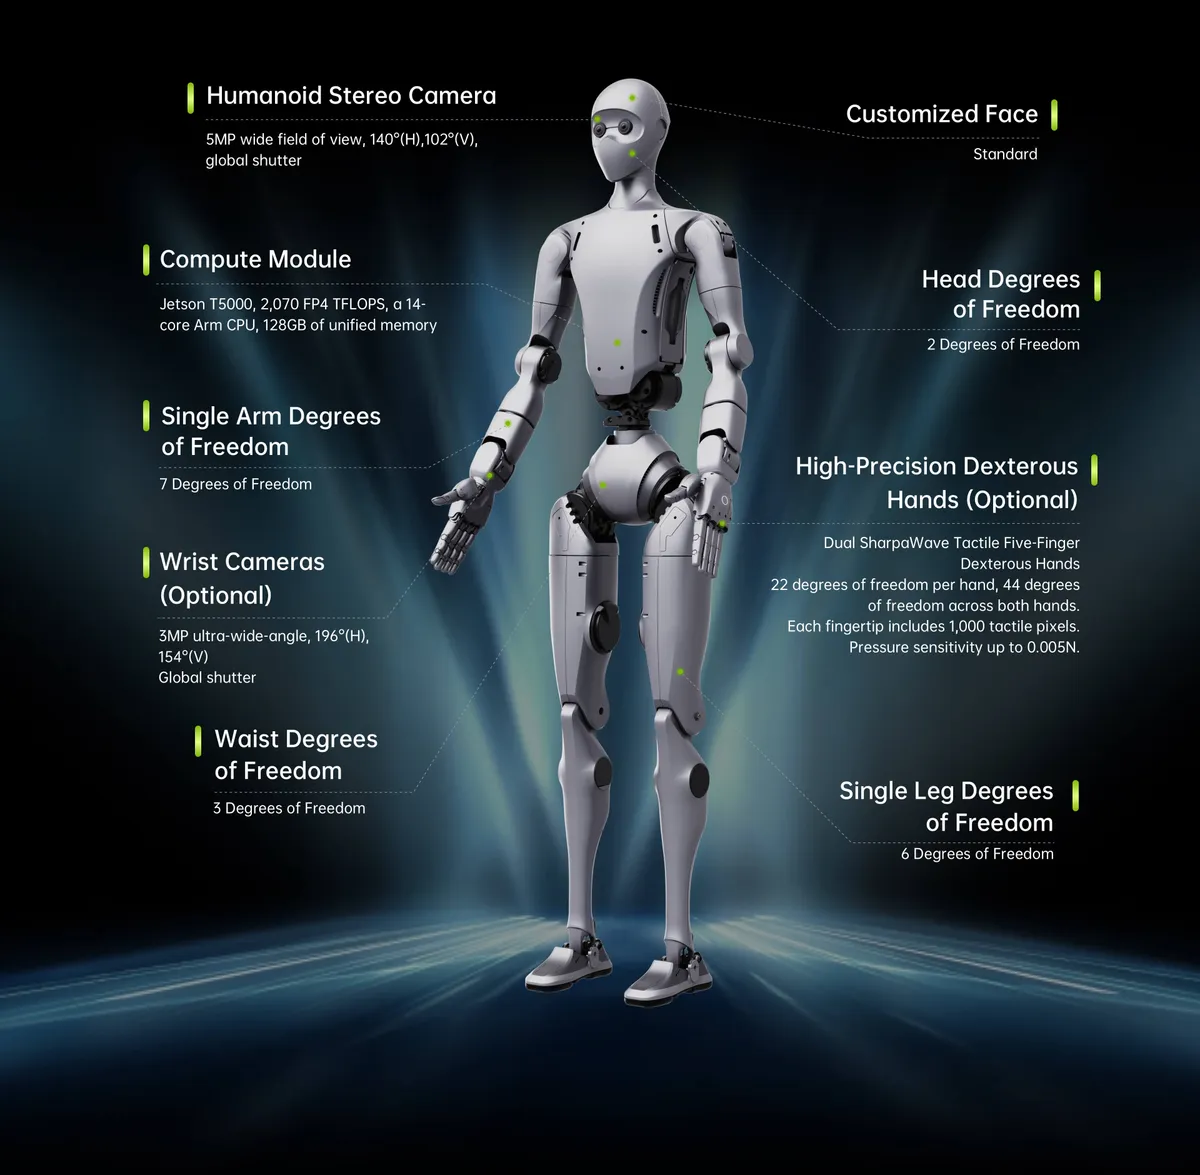 Humanoid Stereo Camera
5MP wide field of view, 140°(H),102°(V),
global shutter
Customized Face
Standard
Compute Module
Jetson T5000, 2,070 FP4 TFLOPS, a 14-
core Arm CPU, 128GB of unified memory
Head Degrees
of Freedom
2 Degrees of Freedom
Single Arm Degrees
of Freedom
7 Degrees of Freedom
High-Precision Dexterous
Hands (Optional)
Dual SharpaWave Tactile Five-Finger
Dexterous Hands
22 degrees of freedom per hand, 44 degrees
of freedom across both hands.
Each fingertip includes 1,000 tactile pixels.
Pressure sensitivity up to 0.005N.
Wrist Cameras
(Optional)
3MP ultra-wide-angle, 196°(H),
154°(V)
Global shutter
Waist Degrees
of Freedom
3 Degrees of Freedom
Single Leg Degrees
of Freedom
6 Degrees of Freedom